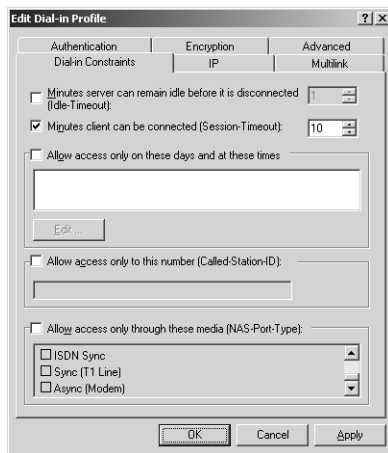 Edit Dial-in Profile
Authentication Encryption Advanced
Dial-in Constraints IP Multilink
Minutes server can remain idle before it is disconnected
(Idle-Timeout):
1
Minutes client can be connected (Session-Timeout):
10
Allow access only on these days and at these times
Edit ...
Allow access only to this number (Called-Station-ID):
Allow access only through these media (NAS-Port-Type):
ISDN Sync
Sync (T1 Line)
Async (Modem)
OK Cancel Apply